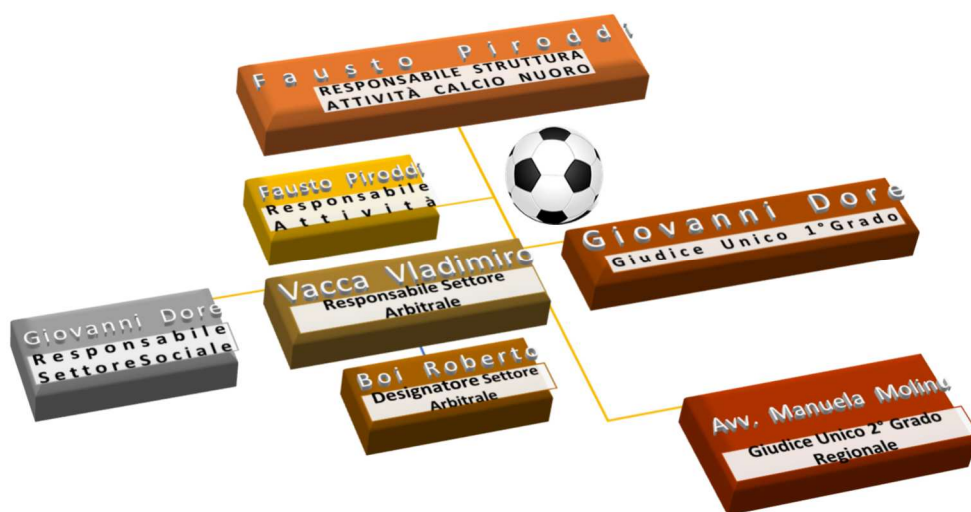 Fausto Piroddi
RESPONSABILE STRUTTURA
ATTIVITÀ CALCIO NUORO
Fausto Piroddi
Responsabile
Attività
Giovanni Dore
Giudice Unico 1°Grado
Vacca Vladimiro
Responsabile Settore
Arbitrale
Giovanni Dore
Responsabile
SettoreSociale
Boi Roberto
Designatore Settore
Arbitrale
Avv. Manuela Molinu
Giudice Unico 2° Grado
Regionale